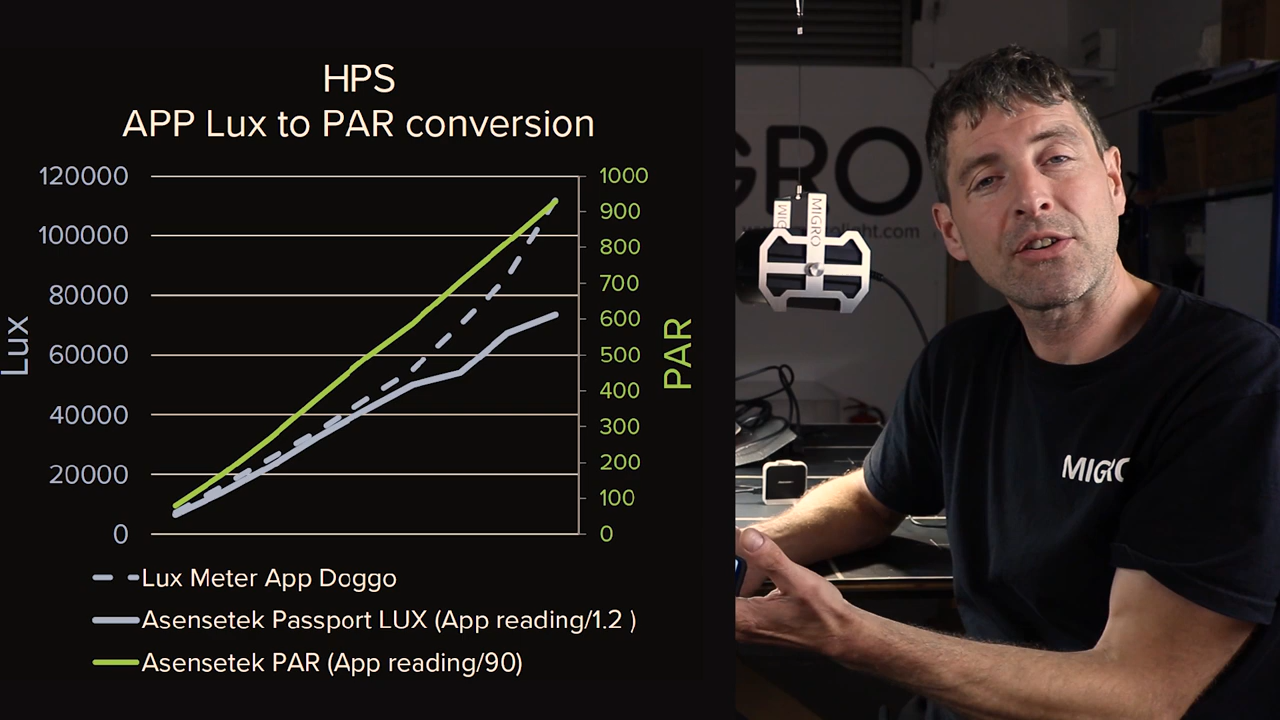 HPS
APP Lux to PAR conversion
120000
100000
80000
60000
40000
20000
0
Lux
1000
900
800
700
600
500
400
300
200
100
0
PAR
Lux Meter App Doggo
Asensetek Passport LUX (App reading/1.2 )
Asensetek PAR (App reading/90)
GRO
MIGRO
MIGRO